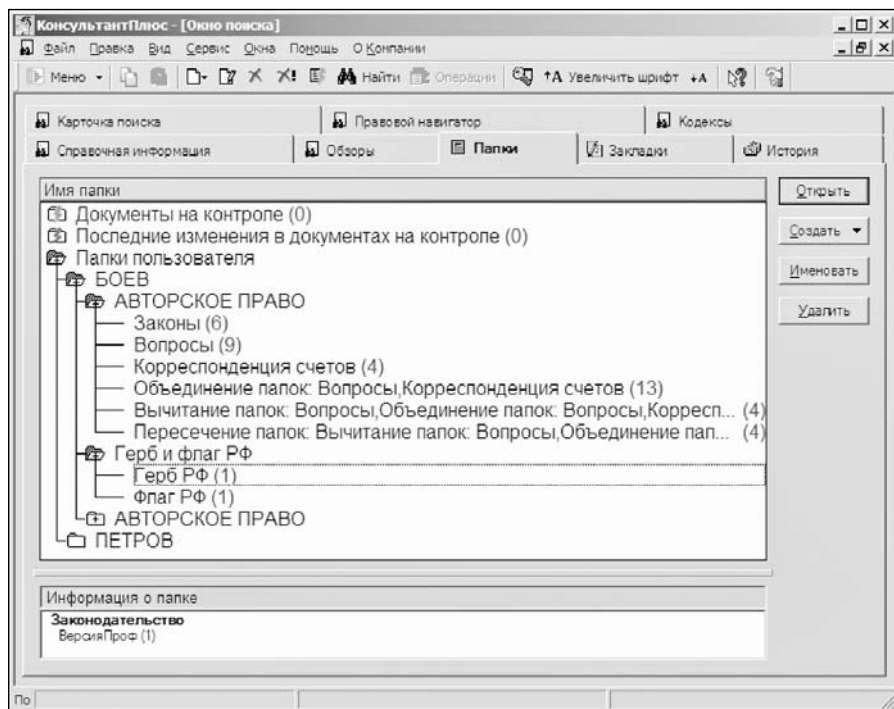 КонсультантПлюс - [Окно поиска]
Файл Правка Вид Сервис Окна Помощь О Компании
Меню Найти Операции А Увеличить шрифт А
Карточка поиска Правовой навигатор Кодексы
Справочная информация Обзоры Папки Закладки История
Имя папки
Открыть
Документы на контроле (0)
Последние изменения в документах на контроле (0)
Создать
Папки пользователя
БОЕВ
Именовать
АВТОРСКОЕ ПРАВО
Законы (6)
Удалить
Вопросы (9)
Корреспонденция счетов (4)
Объединение папок: Вопросы,Корреспонденция счетов (13)
Вычитание папок: Вопросы,Объединение папок: Вопросы,Корресп... (4)
Пересечение папок: Вычитание папок: Вопросы,Объединение пап... (4)
Герб и флаг РФ
Герб РФ (1)
Флаг РФ (1)
АВТОРСКОЕ ПРАВО
ПЕТРОВ
Информация о папке
Законодательство
ВерсияПроф (1)
По